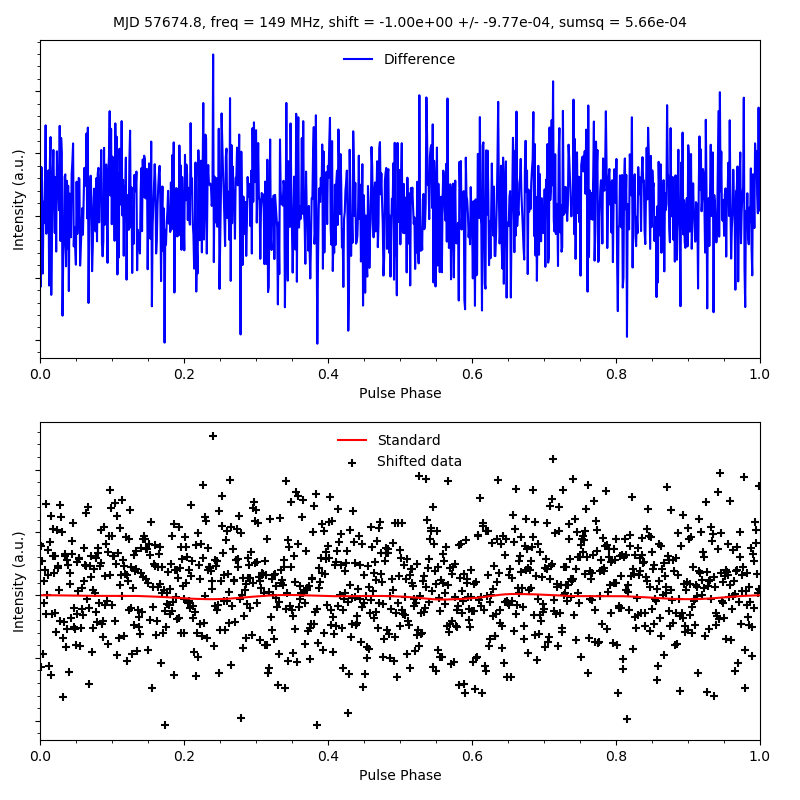 MJD 57674.8, freq = 149 MHz, shift = -1.00e+00 +/- -9.77e-04, sumsq = 5.66e-04
Difference
Intensity (a.u.)
0.0 0.2 0.4 0.6 0.8 1.0
Pulse Phase
Standard
Shifted data
Intensity (a.u.)
0.0 0.2 0.4 0.6 0.8 1.0
Pulse Phase